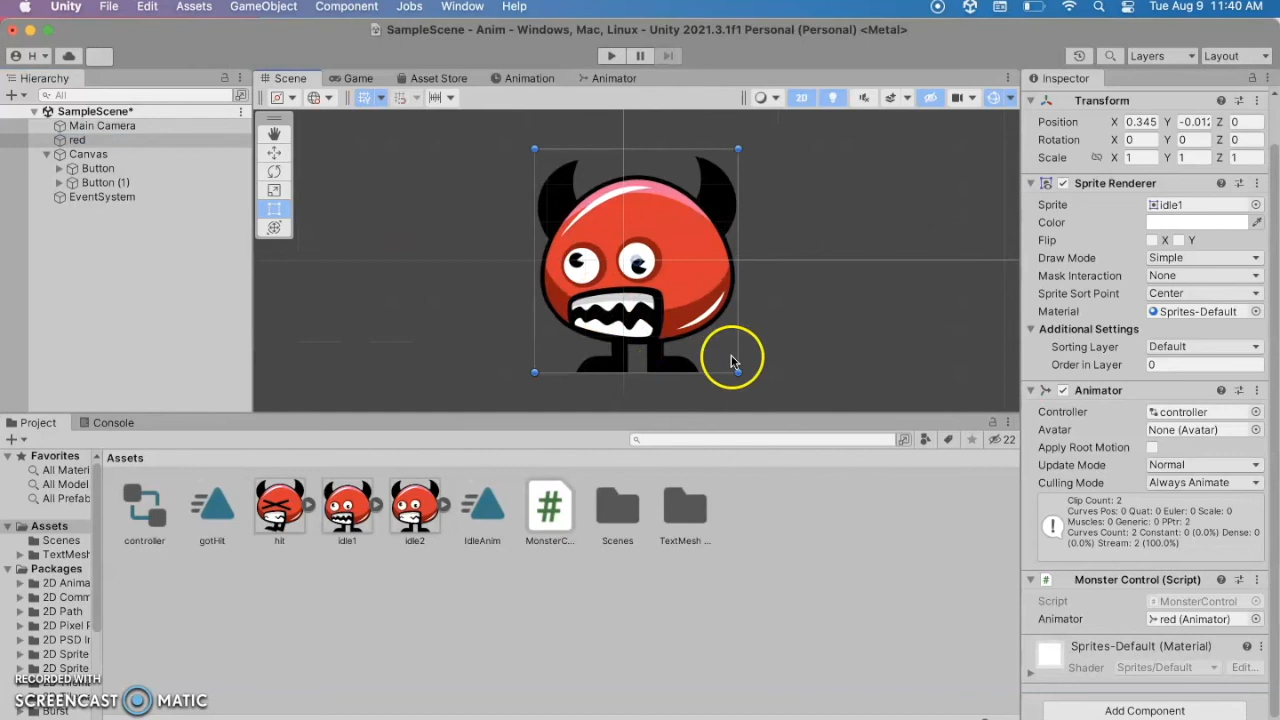 Unity File Edit Assets GameObject Component Jobs Window Help Tue Aug 9 11:40 AM
SampleScene - Anim - Windows, Mac, Linux - Unity 2021.3.1f1 Personal (Personal) <Metal>
H Layers Layout
Hierarchy Scene Game Asset Store Animation Animator Inspector
All
2D
SampleScene*
Main Camera
red
Canvas
Button
Button (1)
EventSystem
Transform
Position X 0.345 Y -0.012 Z 0
Rotation X 0 Y 0 Z 0
Scale X 1 Y 1 Z 1
Sprite Renderer
Sprite idle1
Color
Flip X Y
Draw Mode Simple
Mask Interaction None
Sprite Sort Point Center
Material Sprites-Default
Additional Settings
Sorting Layer Default
Order in Layer 0
Animator
Controller controller
Avatar None (Avatar)
Apply Root Motion
Update Mode Normal
Culling Mode Always Animate
Clip Count: 2
Curves Pos: 0 Quat: 0 Euler: 0 Scale: 0
Muscles: 0 Generic: 0 PPtr: 2
Curves Count: 2 Constant: 0 (0.0%) Dense: 0
(0.0%) Stream: 2 (100.0%)
Monster Control (Script)
Script MonsterControl
Animator red (Animator)
Sprites-Default (Material)
Shader Sprites/Default Edit...
Add Component
Project Console
22
Favorites
All Materi
All Model
All Prefab
Assets
Scenes
TextMesh
Packages
2D Anima
2D Comm
2D Path
2D Pixel P
2D PSD In
2D Sprite
Burst
Assets
controller gotHit hit idle1 idle2 IdleAnim MonsterC... Scenes TextMesh ...
RECORDED WITH
SCREENCAST MATIC